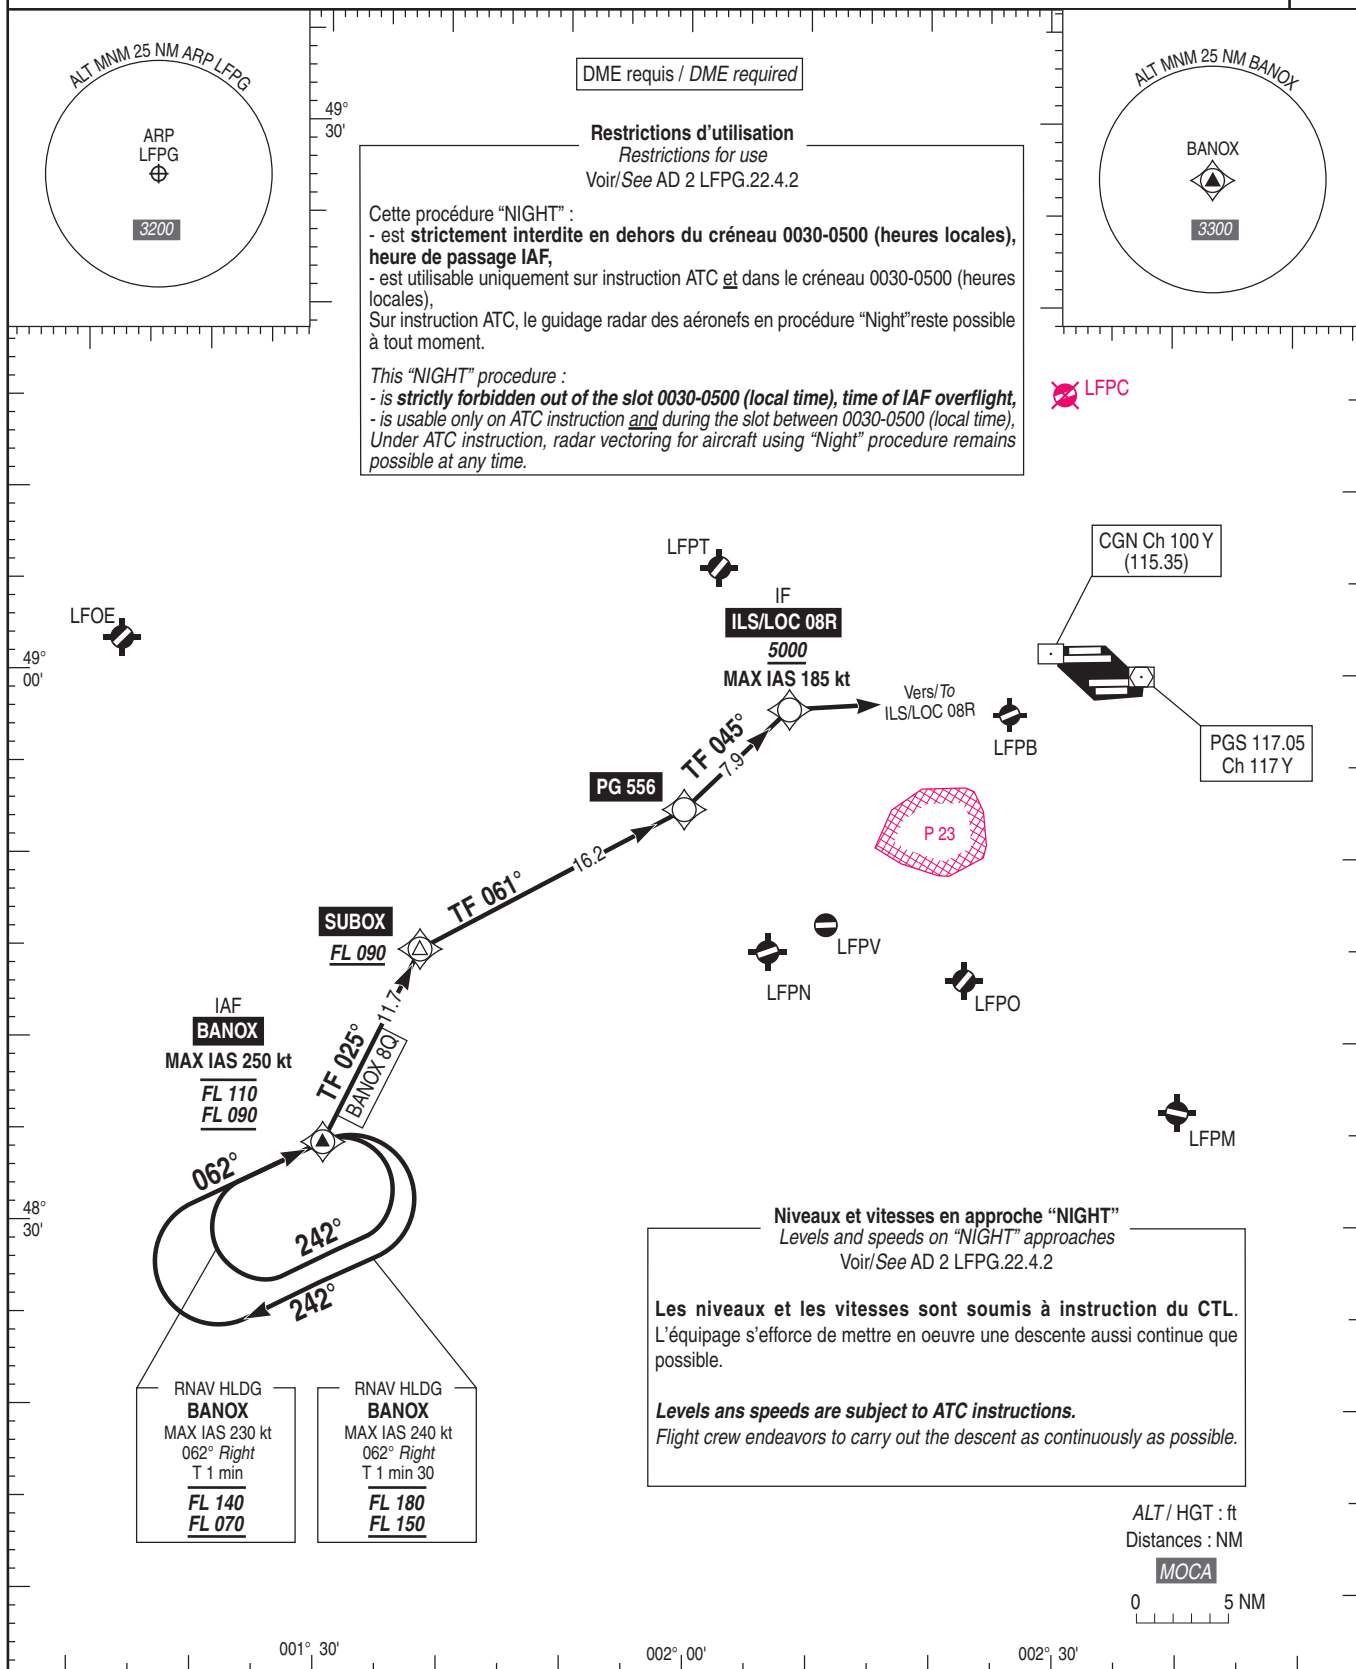 ALT MNM 25 NM ARP LFPG
ARP
LFPG
3200
49°
30'
DME requis / DME required
Restrictions d'utilisation
Restrictions for use
Voir/See AD 2 LFPG.22.4.2
Cette procédure “NIGHT” :
- est strictement interdite en dehors du créneau 0030-0500 (heures locales),
heure de passage IAF,
- est utilisable uniquement sur instruction ATC et dans le créneau 0030-0500 (heures
locales),
Sur instruction ATC, le guidage radar des aéronefs en procédure “Night”reste possible
à tout moment.
This “NIGHT” procedure :
- is strictly forbidden out of the slot 0030-0500 (local time), time of IAF overflight,
- is usable only on ATC instruction and during the slot between 0030-0500 (local time),
Under ATC instruction, radar vectoring for aircraft using “Night” procedure remains
possible at any time.
ALT MNM 25 NM BANOX
BANOX
3300
LFPC
LFPT
CGN Ch 100 Y
(115.35)
LFOE
IF
ILS/LOC 08R
5000
MAX IAS 185 kt
49°
00'
Vers/To
ILS/LOC 08R
LFPB
PGS 117.05
Ch 117 Y
TF 045°
7.9
PG 556
P 23
16.2
TF 061°
SUBOX
FL 090
LFPV
LFPN
LFPO
11.7
TF 025°
BANOX 8Q
IAF
BANOX
MAX IAS 250 kt
FL 110
FL 090
LFPM
062°
242°
242°
48°
30'
Niveaux et vitesses en approche “NIGHT”
Levels and speeds on “NIGHT” approaches
Voir/See AD 2 LFPG.22.4.2
Les niveaux et les vitesses sont soumis à instruction du CTL.
L'équipage s'efforce de mettre en oeuvre une descente aussi continue que
possible.
Levels ans speeds are subject to ATC instructions.
Flight crew endeavors to carry out the descent as continuously as possible.
RNAV HLDG
BANOX
MAX IAS 230 kt
062° Right
T 1 min
FL 140
FL 070
RNAV HLDG
BANOX
MAX IAS 240 kt
062° Right
T 1 min 30
FL 180
FL 150
ALT / HGT : ft
Distances : NM
MOCA
0 5 NM
001° 30'
002° 00'
002° 30'